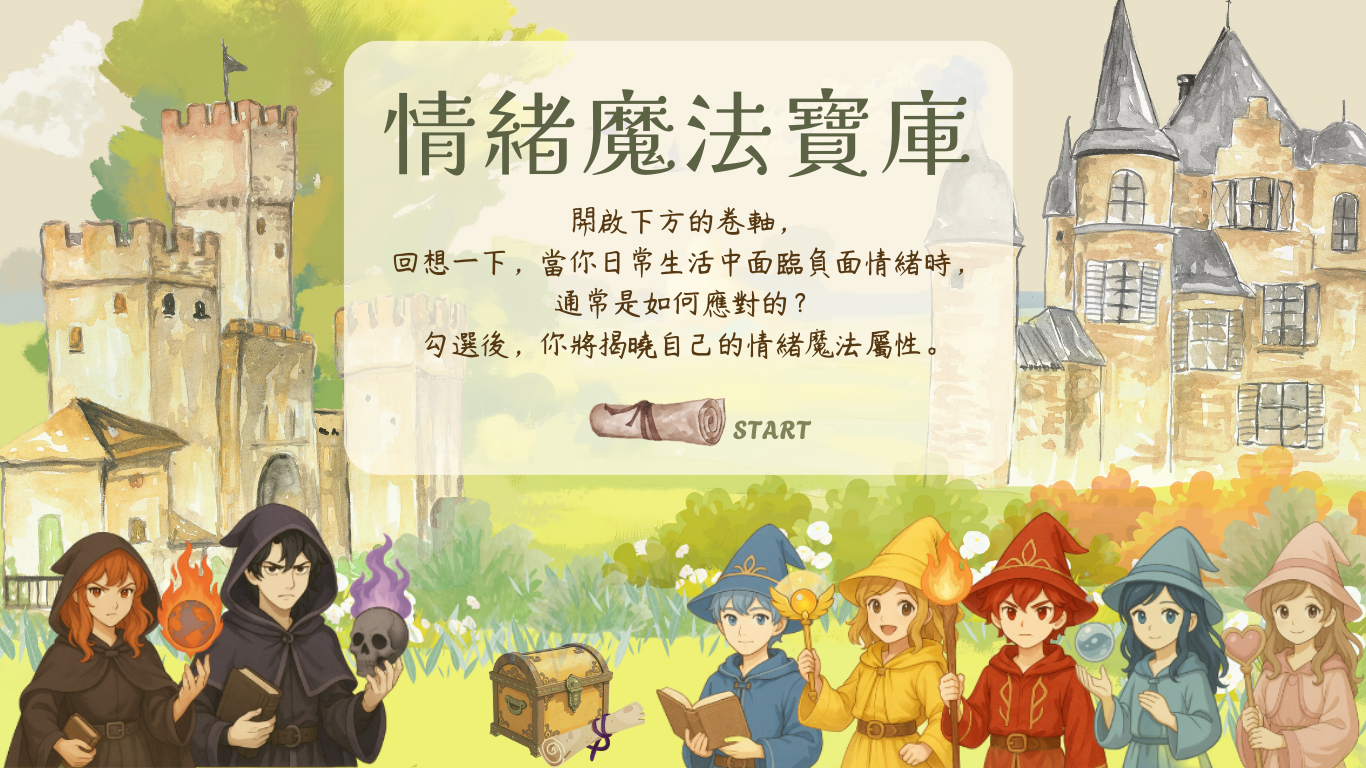 情緒魔法寶庫
開啟下方的卷軸，
回想一下，當你日常生活中面臨負面情緒時，
通常是如何應對的？
勾選後，你將揭曉自己的情緒魔法屬性。
START